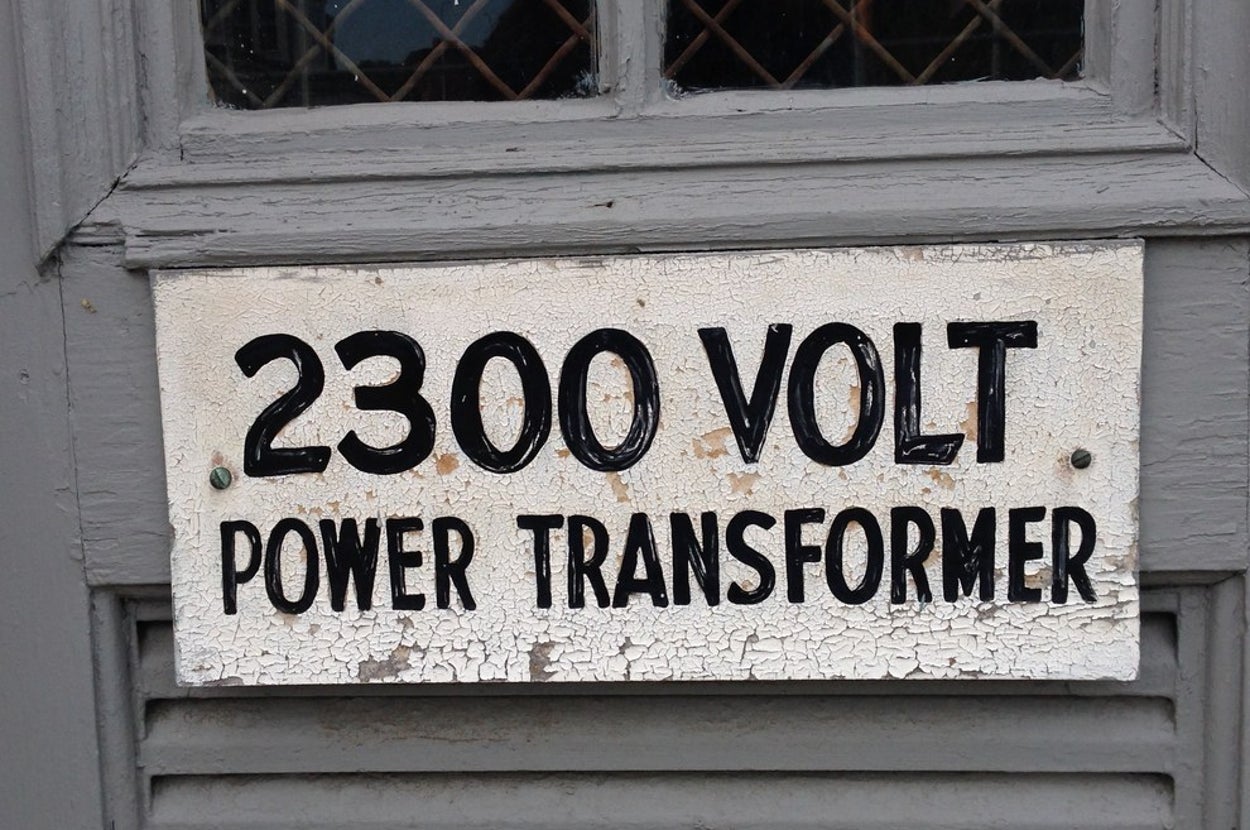 2300 VOLT
POWER TRANSFORMER